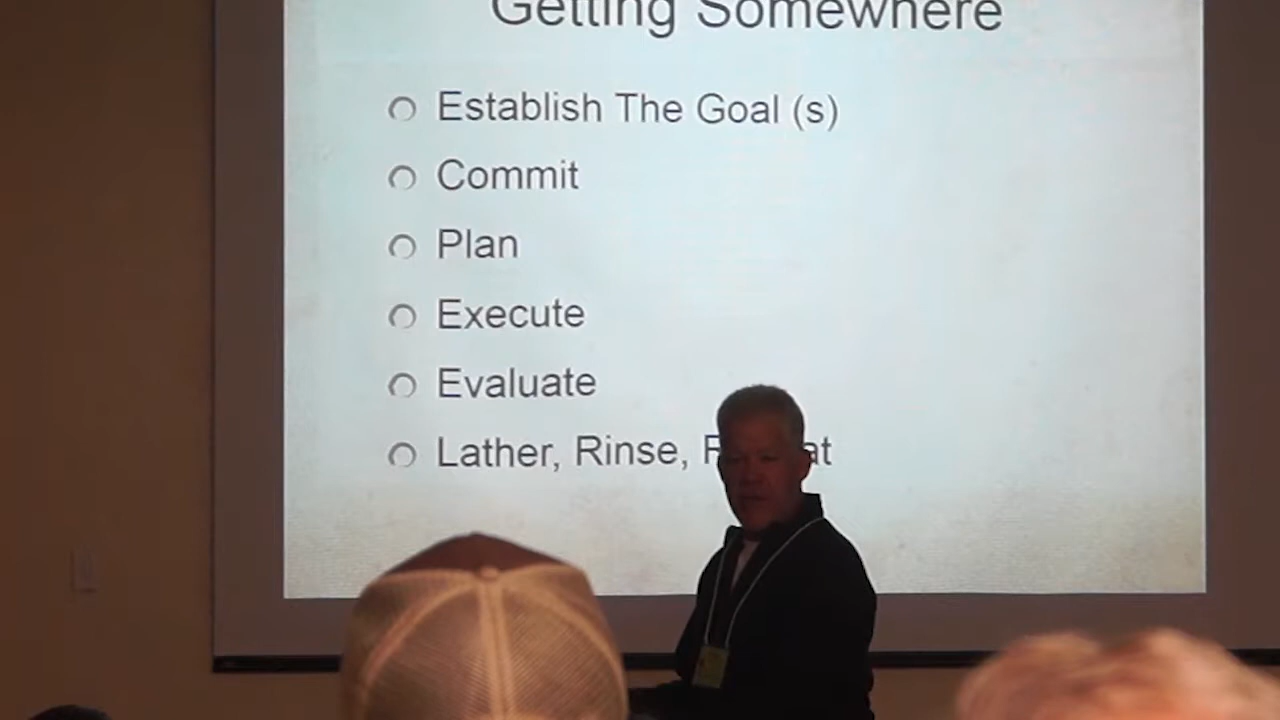 Getting Somewhere
Establish The Goal (s)
Commit
Plan
Execute
Evaluate
Lather, Rinse,